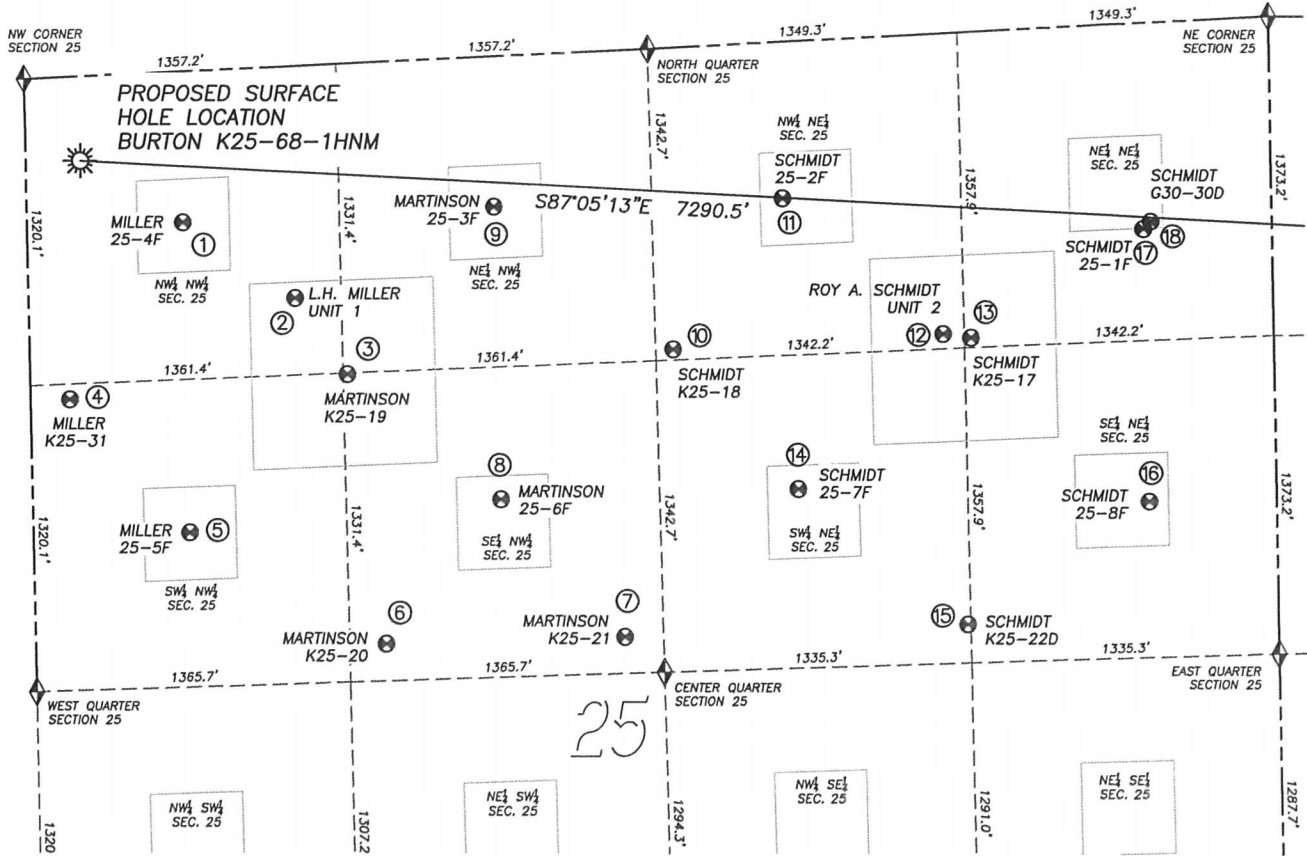 NW CORNER
SECTION 25
1357.2'
1357.2'
1349.3'
1349.3'
NE CORNER
SECTION 25
NORTH QUARTER
SECTION 25
PROPOSED SURFACE
HOLE LOCATION
BURTON K25-68-1HNM
1320.1'
1331.4'
1342.7'
1357.9'
1373.2'
S87°05'13"E 7290.5'
MILLER
25-4F
①
NW¼ NW¼
SEC. 25
MARTINSON
25-3F
⑨
NE¼ NW¼
SEC. 25
NW¼ NE¼
SEC. 25
SCHMIDT
25-2F
⑪
NE¼ NE¼
SEC. 25
SCHMIDT
G30-30D
⑱
SCHMIDT
25-1F
⑰
L.H. MILLER
UNIT 1
②
③
MARTINSON
K25-19
ROY A. SCHMIDT
UNIT 2
⑫
⑬
SCHMIDT
K25-17
⑩
SCHMIDT
K25-18
1361.4'
1361.4'
1342.2'
1342.2'
④
MILLER
K25-31
MILLER
25-5F
⑤
SW¼ NW¼
SEC. 25
⑧
MARTINSON
25-6F
SE¼ NW¼
SEC. 25
⑭
SCHMIDT
25-7F
SW¼ NE¼
SEC. 25
SE¼ NE¼
SEC. 25
⑯
SCHMIDT
25-8F
1320.1'
1331.4'
1342.7'
1357.9'
1373.2'
⑥
MARTINSON
K25-20
⑦
MARTINSON
K25-21
⑮
SCHMIDT
K25-22D
1365.7'
1365.7'
1335.3'
1335.3'
WEST QUARTER
SECTION 25
CENTER QUARTER
SECTION 25
EAST QUARTER
SECTION 25
25
NW¼ SW¼
SEC. 25
NE¼ SW¼
SEC. 25
NW¼ SE¼
SEC. 25
NE¼ SE¼
SEC. 25
1320
1307.2
1294.3'
1291.0'
1287.7'